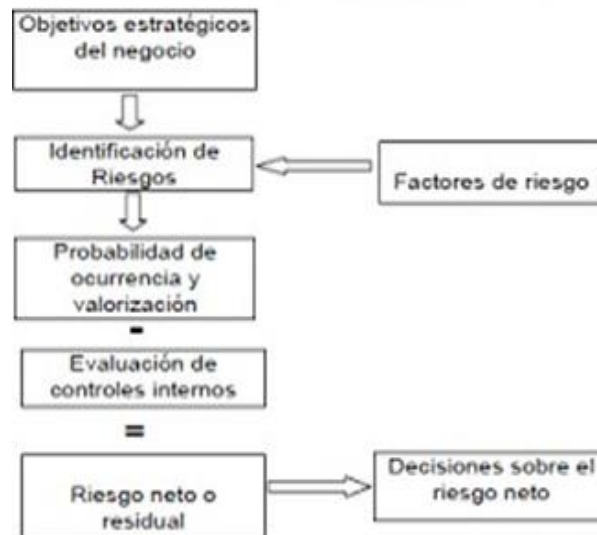 Objetivos estratégicos
del negocio
Identificación de
Riesgos
Factores de riesgo
Probabilidad de
ocurrencia y
valorización
-
Evaluación de
controles internos
=
Riesgo neto o
residual
Decisiones sobre el
riesgo neto